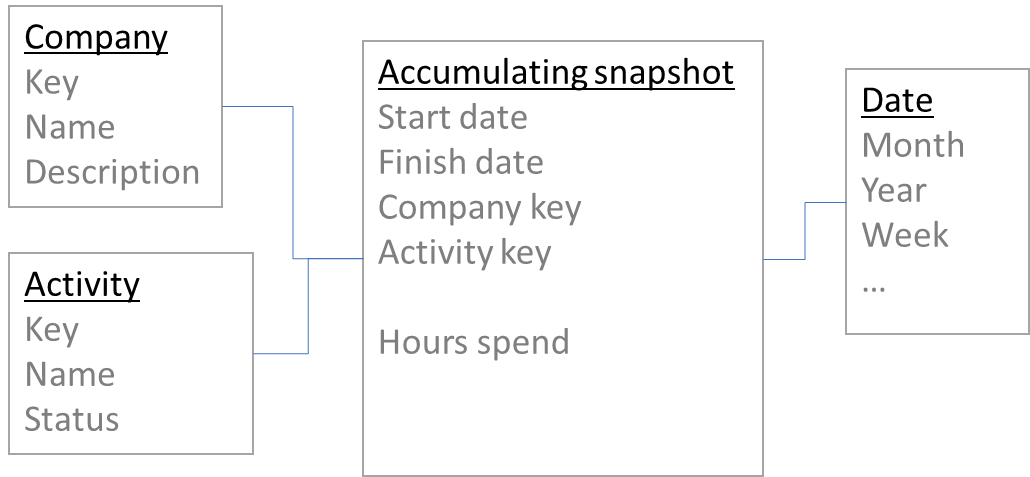 Company
Key
Name
Description
Activity
Key
Name
Status
Accumulating snapshot
Start date
Finish date
Company key
Activity key
Hours spend
Date
Month
Year
Week
...